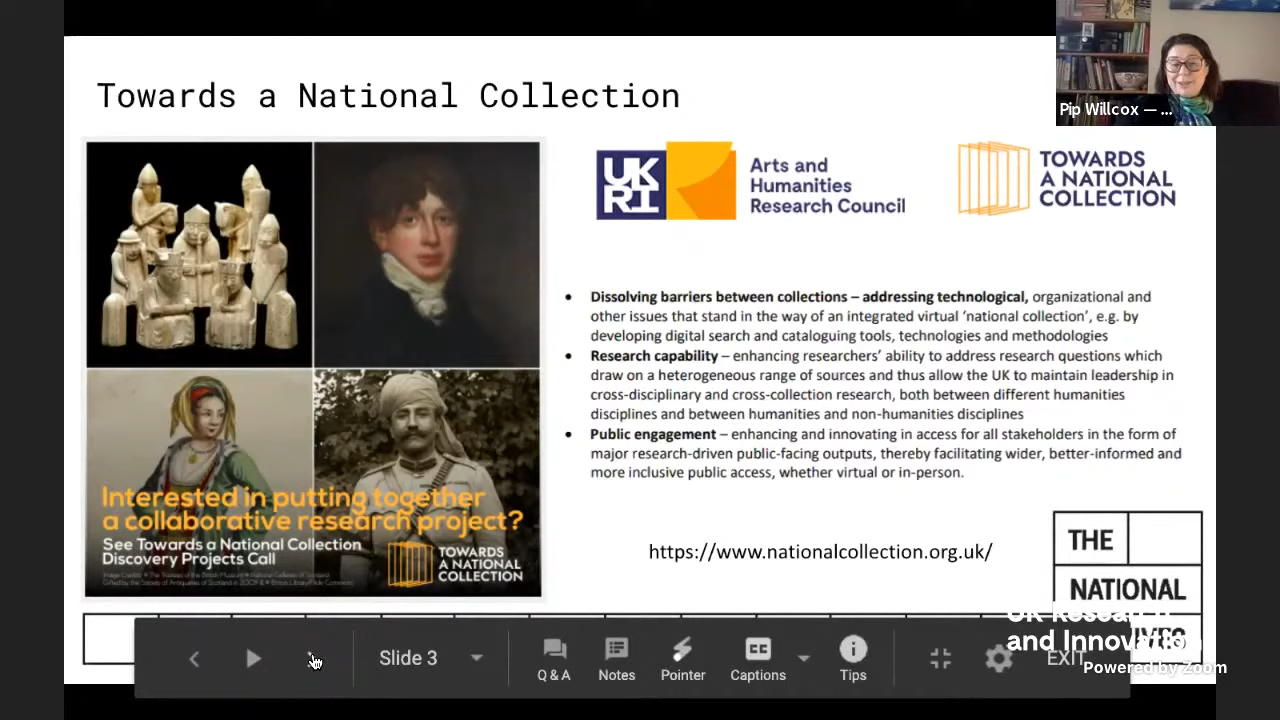 Towards a National Collection
Pip Willcox — ...
UK
RI
Arts and
Humanities
Research Council
TOWARDS
A NATIONAL
COLLECTION
• Dissolving barriers between collections – addressing technological, organizational and
other issues that stand in the way of an integrated virtual ‘national collection’, e.g. by
developing digital search and cataloguing tools, technologies and methodologies
• Research capability – enhancing researchers’ ability to address research questions which
draw on a heterogeneous range of sources and thus allow the UK to maintain leadership in
cross-disciplinary and cross-collection research, both between different humanities
disciplines and between humanities and non-humanities disciplines
• Public engagement – enhancing and innovating in access for all stakeholders in the form of
major research-driven public-facing outputs, thereby facilitating wider, better-informed and
more inclusive public access, whether virtual or in-person.
Interested in putting together
a collaborative research project?
See Towards a National Collection
Discovery Projects Call
TOWARDS
A NATIONAL
COLLECTION
https://www.nationalcollection.org.uk/
THE
NATIONAL
UK Research
and Innovation
Powered by Zoom
Slide 3
Q & A
Notes
Pointer
Captions
Tips
EXIT